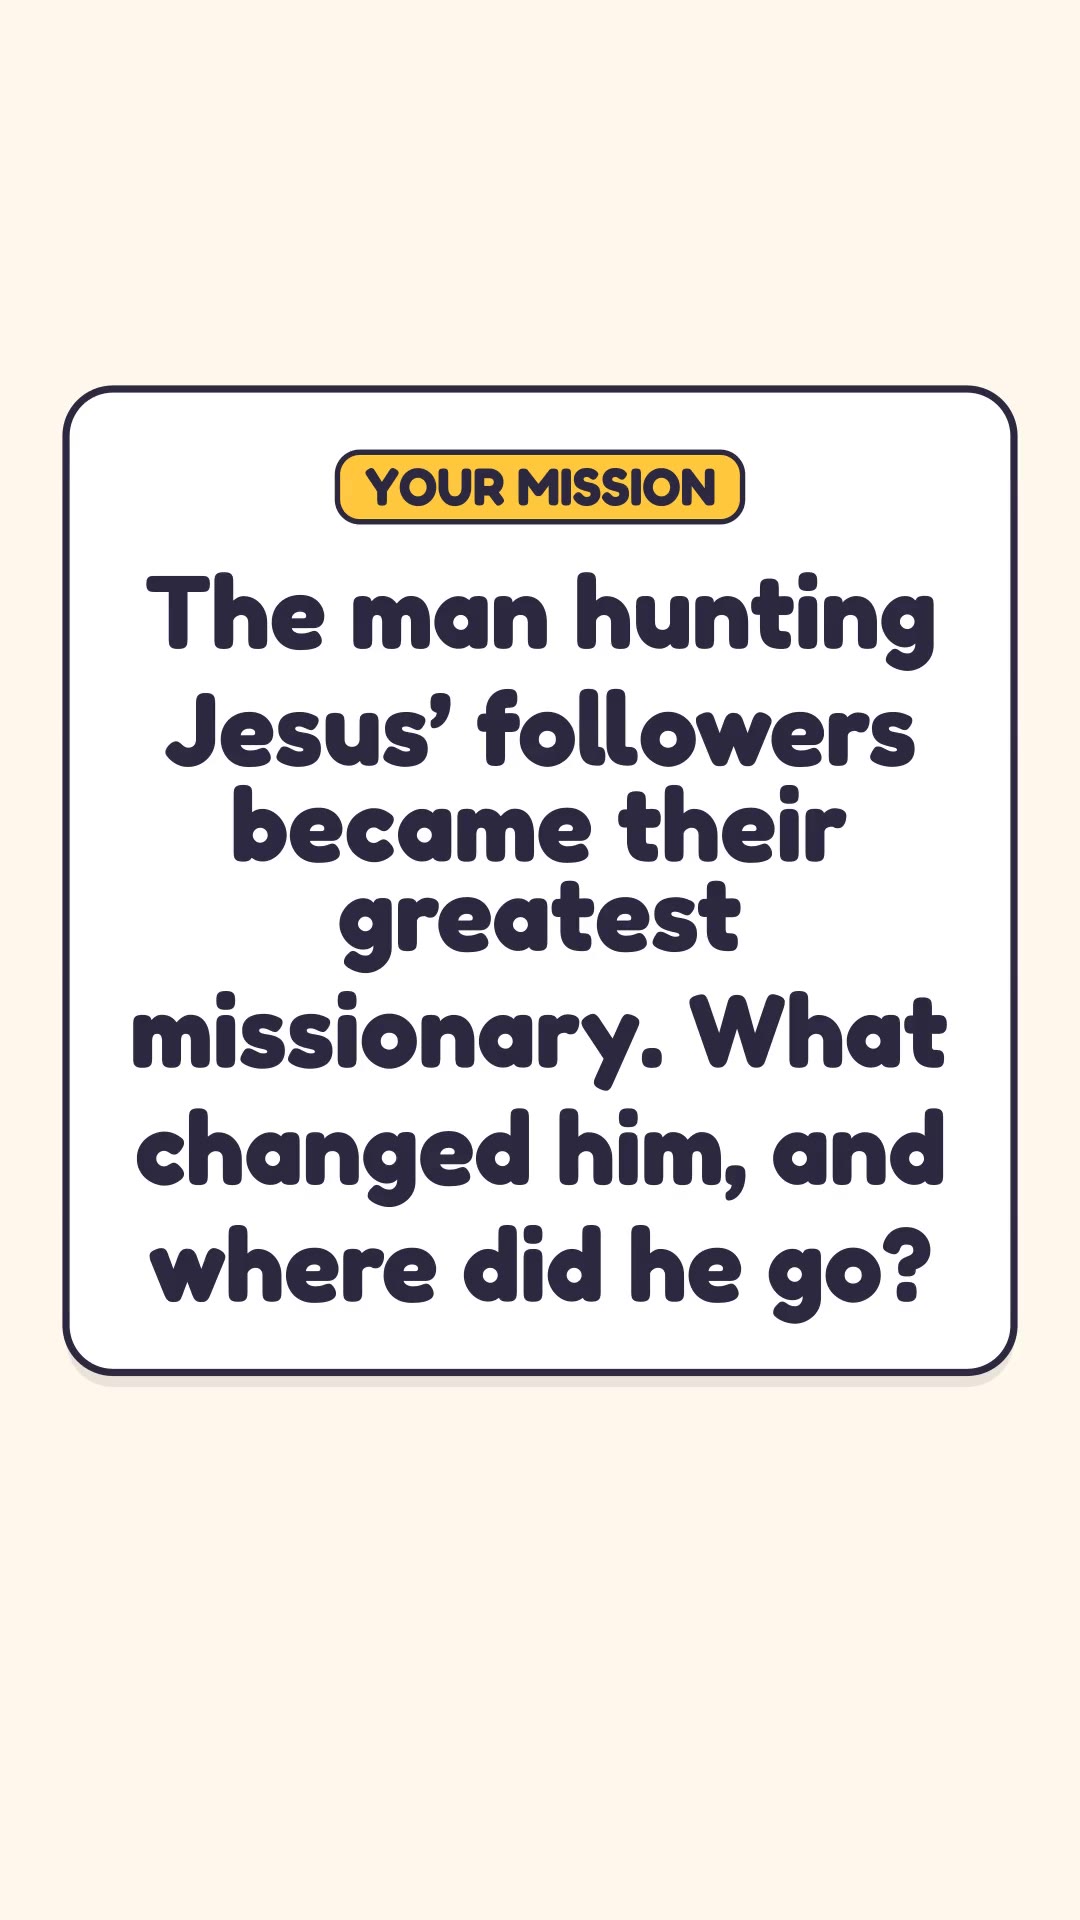 YOUR MISSION
The man hunting
Jesus’ followers
became their
greatest
missionary. What
changed him, and
where did he go?